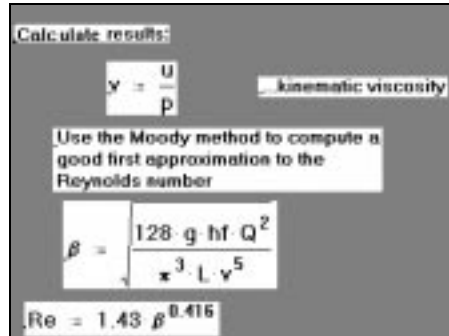 Calculate results:
v = u / p
...kinematic viscosity
Use the Moody method to compute a
good first approximation to the
Reynolds number
β = √(128 · g · hf · Q² / π³ · L · v⁵)
Re = 1.43 · β^0.416